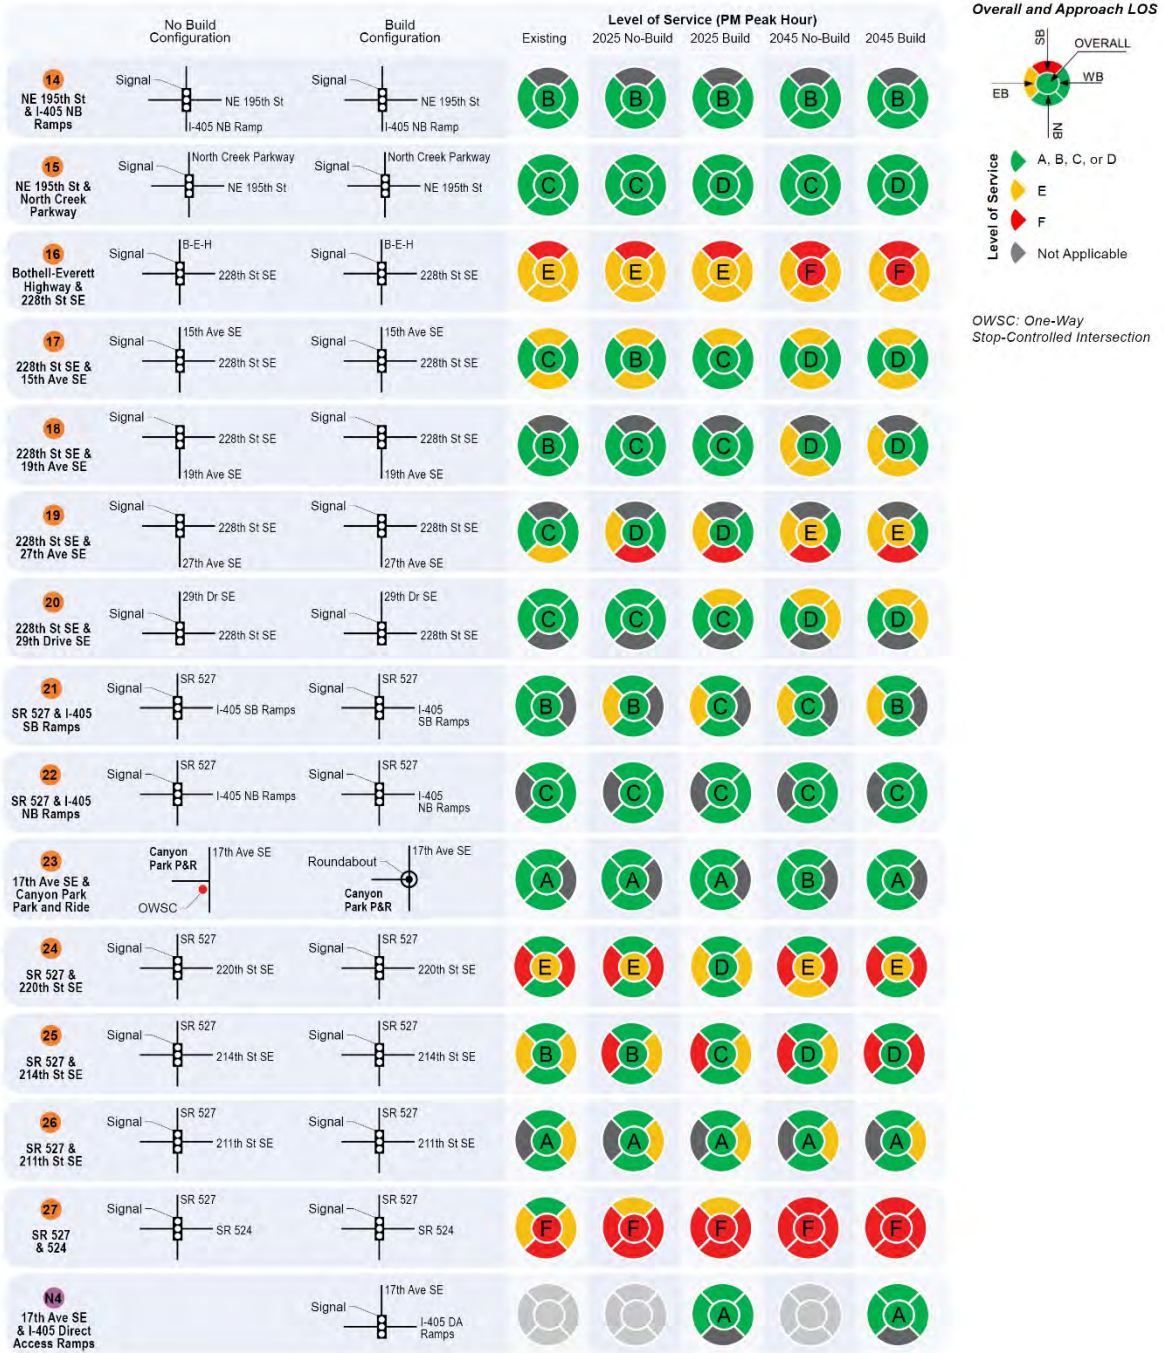 No Build
Configuration
Build
Configuration
Level of Service (PM Peak Hour)
Existing
2025 No-Build
2025 Build
2045 No-Build
2045 Build
Overall and Approach LOS
SB
OVERALL
EB
WB
NB
Level of Service
A, B, C, or D
E
F
Not Applicable
OWSC: One-Way
Stop-Controlled Intersection
14
NE 195th St
& I-405 NB
Ramps
Signal
NE 195th St
I-405 NB Ramp
Signal
NE 195th St
I-405 NB Ramp
B
B
B
B
B
15
NE 195th St &
North Creek
Parkway
North Creek Parkway
Signal
NE 195th St
North Creek Parkway
Signal
NE 195th St
C
C
D
C
D
16
Bothell-Everett
Highway &
228th St SE
B-E-H
Signal
228th St SE
B-E-H
Signal
228th St SE
E
E
E
F
F
17
228th St SE &
15th Ave SE
15th Ave SE
Signal
228th St SE
15th Ave SE
Signal
228th St SE
C
B
C
D
D
18
228th St SE &
19th Ave SE
Signal
228th St SE
19th Ave SE
Signal
228th St SE
19th Ave SE
B
C
C
D
D
19
228th St SE &
27th Ave SE
Signal
228th St SE
27th Ave SE
Signal
228th St SE
27th Ave SE
C
D
D
E
E
20
228th St SE &
29th Drive SE
29th Dr SE
Signal
228th St SE
29th Dr SE
Signal
228th St SE
C
C
C
D
D
21
SR 527 & I-405
SB Ramps
SR 527
Signal
I-405 SB Ramps
SR 527
Signal
I-405
SB Ramps
B
B
C
C
B
22
SR 527 & I-405
NB Ramps
SR 527
Signal
I-405 NB Ramps
SR 527
Signal
I-405
NB Ramps
C
C
C
C
C
23
17th Ave SE &
Canyon Park
Park and Ride
Canyon
Park P&R
17th Ave SE
OWSC
17th Ave SE
Roundabout
Canyon
Park P&R
A
A
A
B
A
24
SR 527 &
220th St SE
SR 527
Signal
220th St SE
SR 527
Signal
220th St SE
E
E
D
E
E
25
SR 527 &
214th St SE
SR 527
Signal
214th St SE
SR 527
Signal
214th St SE
B
B
C
D
D
26
SR 527 &
211th St SE
SR 527
Signal
211th St SE
SR 527
Signal
211th St SE
A
A
A
A
A
27
SR 527
& 524
SR 527
Signal
SR 524
SR 527
Signal
SR 524
F
F
F
F
F
N4
17th Ave SE
& I-405 Direct
Access Ramps
17th Ave SE
Signal
I-405 DA
Ramps
A
A